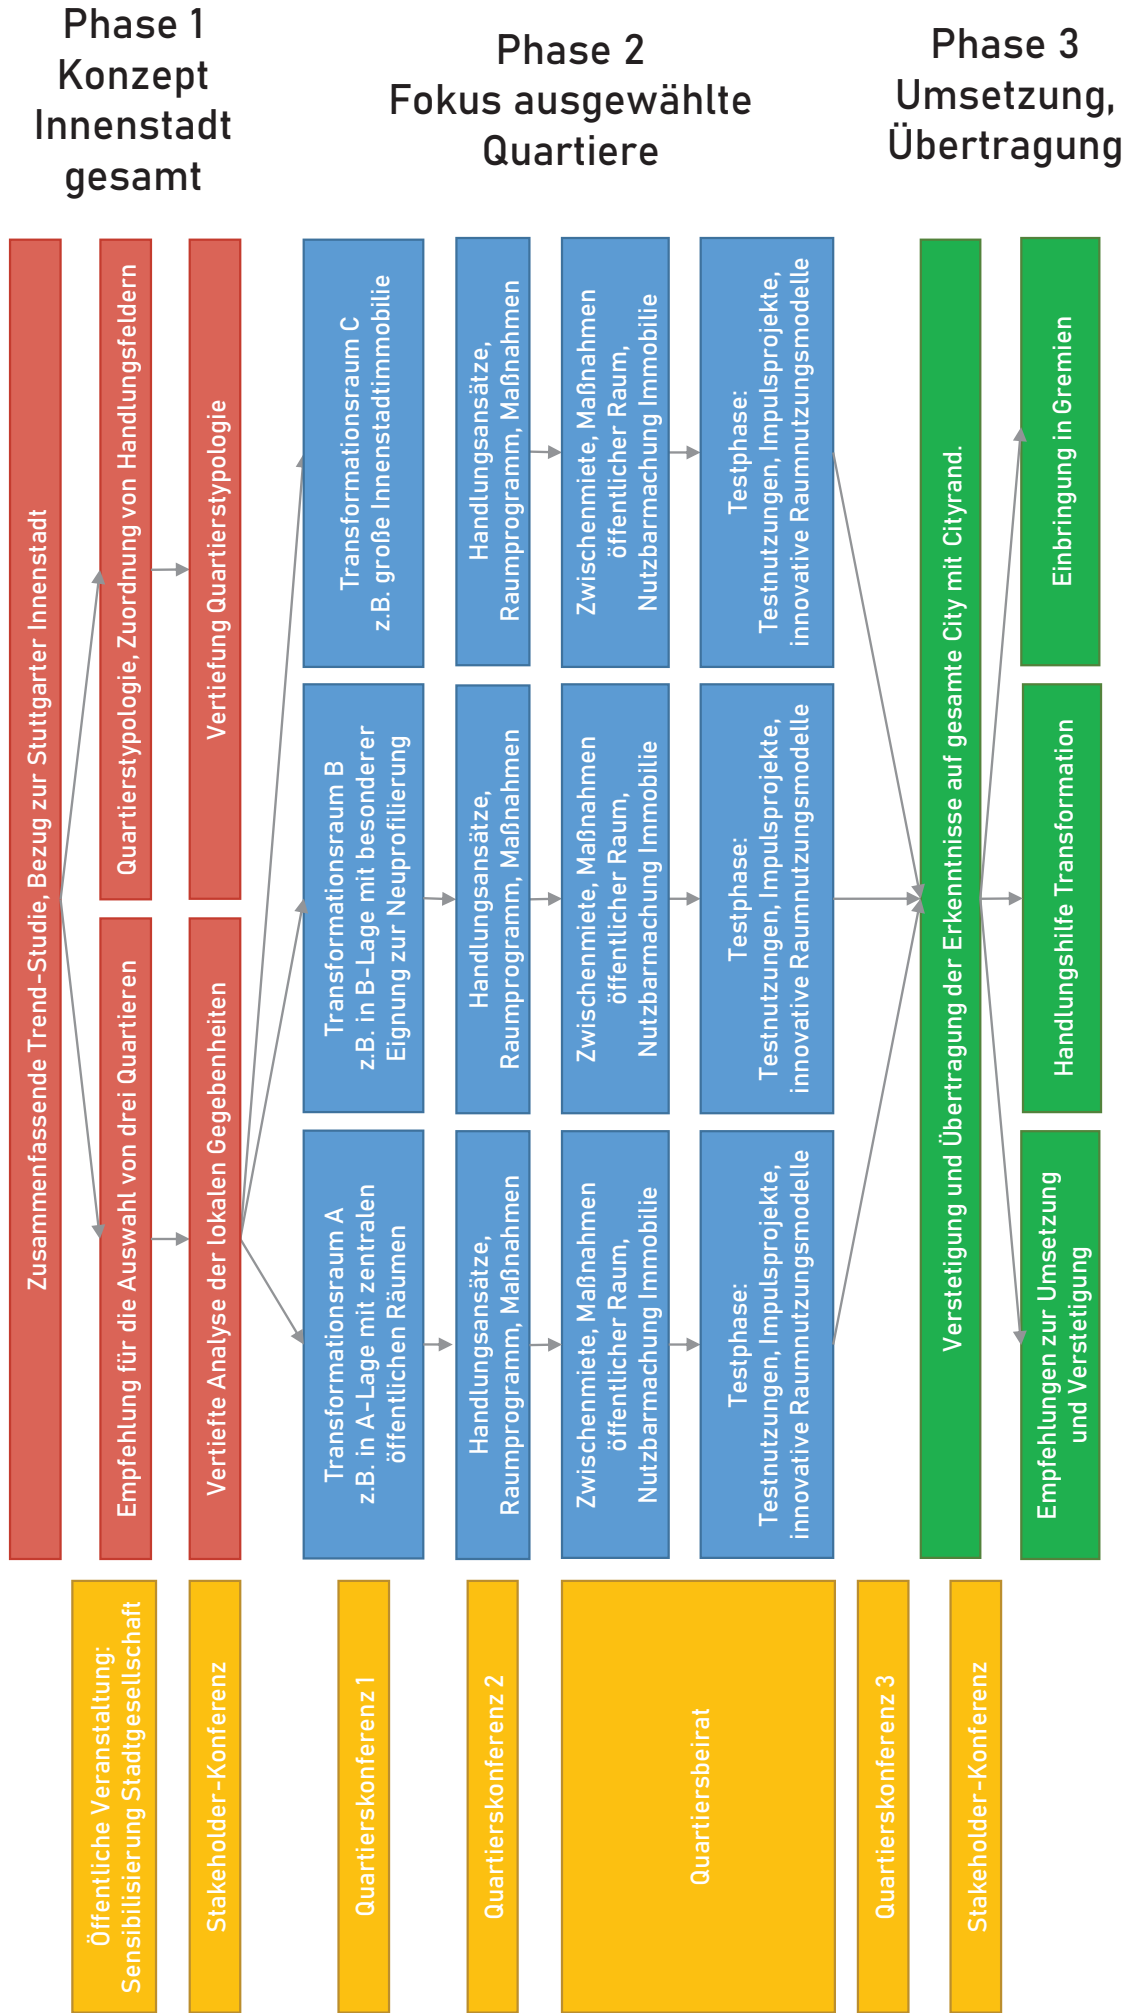 Phase 1
Konzept
Innenstadt
gesamt
Phase 2
Fokus ausgewählte
Quartiere
Phase 3
Umsetzung,
Übertragung
Zusammenfassende Trend-Studie, Bezug zur Stuttgarter Innenstadt
Empfehlung für die Auswahl von drei Quartieren
Quartierstypologie, Zuordnung von Handlungsfeldern
Vertiefte Analyse der lokalen Gegebenheiten
Vertiefung Quartierstypologie
Transformationsraum A
z.B. in A-Lage mit zentralen
öffentlichen Räumen
Transformationsraum B
z.B. in B-Lage mit besonderer
Eignung zur Neuprofilierung
Transformationsraum C
z.B. große Innenstadtimmobilie
Handlungsansätze,
Raumprogramm, Maßnahmen
Handlungsansätze,
Raumprogramm, Maßnahmen
Handlungsansätze,
Raumprogramm, Maßnahmen
Zwischenmiete, Maßnahmen
öffentlicher Raum,
Nutzbarmachung Immobilie
Zwischenmiete, Maßnahmen
öffentlicher Raum,
Nutzbarmachung Immobilie
Zwischenmiete, Maßnahmen
öffentlicher Raum,
Nutzbarmachung Immobilie
Testphase:
Testnutzungen, Impulsprojekte,
innovative Raumnutzungsmodelle
Testphase:
Testnutzungen, Impulsprojekte,
innovative Raumnutzungsmodelle
Testphase:
Testnutzungen, Impulsprojekte,
innovative Raumnutzungsmodelle
Verstetigung und Übertragung der Erkenntnisse auf gesamte City mit Cityrand.
Empfehlungen zur Umsetzung
und Verstetigung
Handlungshilfe Transformation
Einbringung in Gremien
Öffentliche Veranstaltung:
Sensibilisierung Stadtgesellschaft
Stakeholder-Konferenz
Quartierskonferenz 1
Quartierskonferenz 2
Quartiersbeirat
Quartierskonferenz 3
Stakeholder-Konferenz